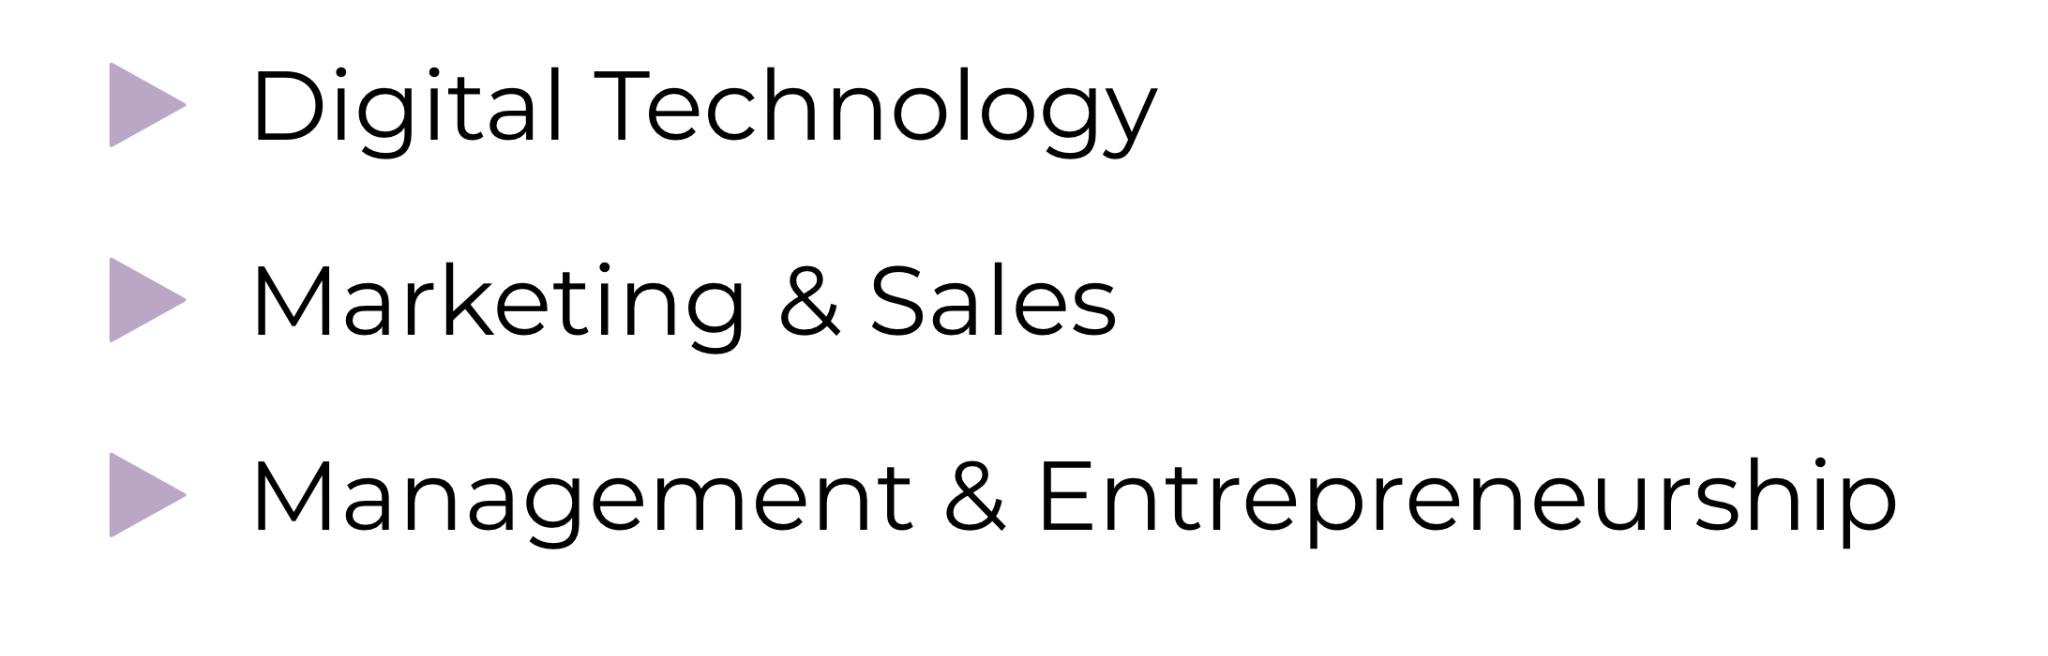 Digital Technology
Marketing & Sales
Management & Entrepreneurship